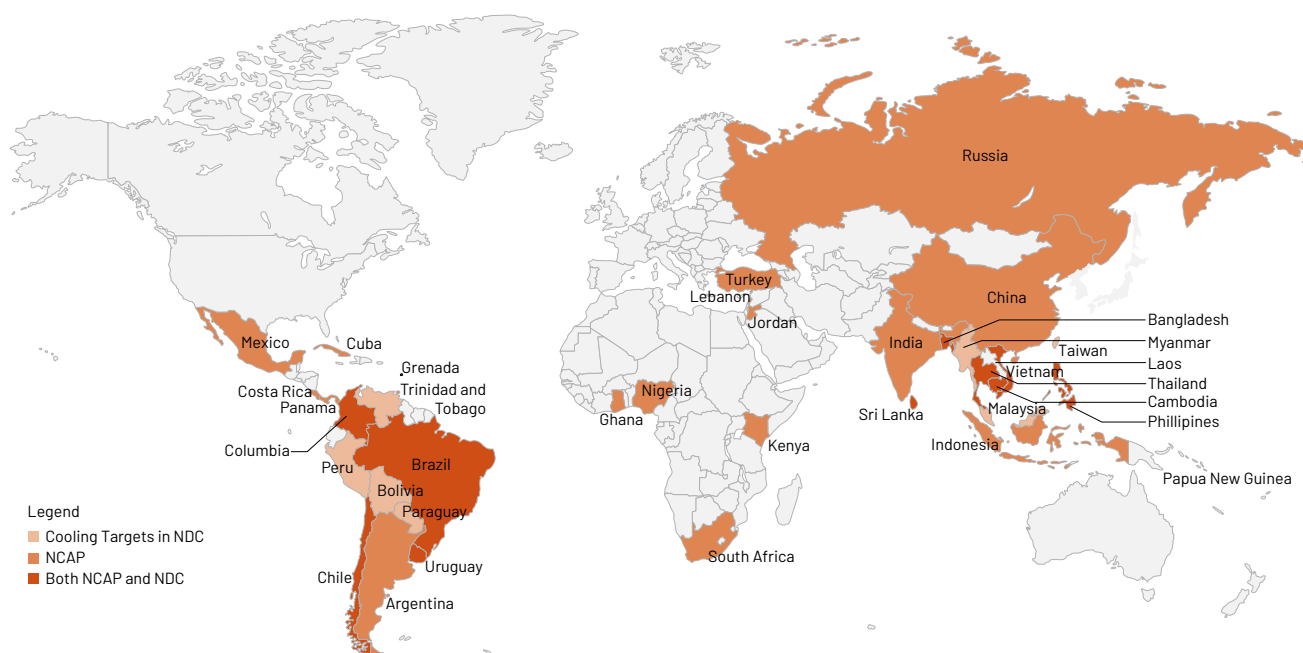 Russia
Turkey
Lebanon
China
Jordan
Bangladesh
Mexico
Cuba
India
Myanmar
Taiwan
Laos
Grenada
Vietnam
Thailand
Costa Rica
Trinidad and
Nigeria
Cambodia
Panama
Tobago
Malaysia
Sri Lanka
Ghana
Phillipines
Columbia
Kenya
Indonesia
Peru
Brazil
Papua New Guinea
Bolivia
Paraguay
Legend
Cooling Targets in NDC
NCAP
Both NCAP and NDC
South Africa
Uruguay
Chile
Argentina